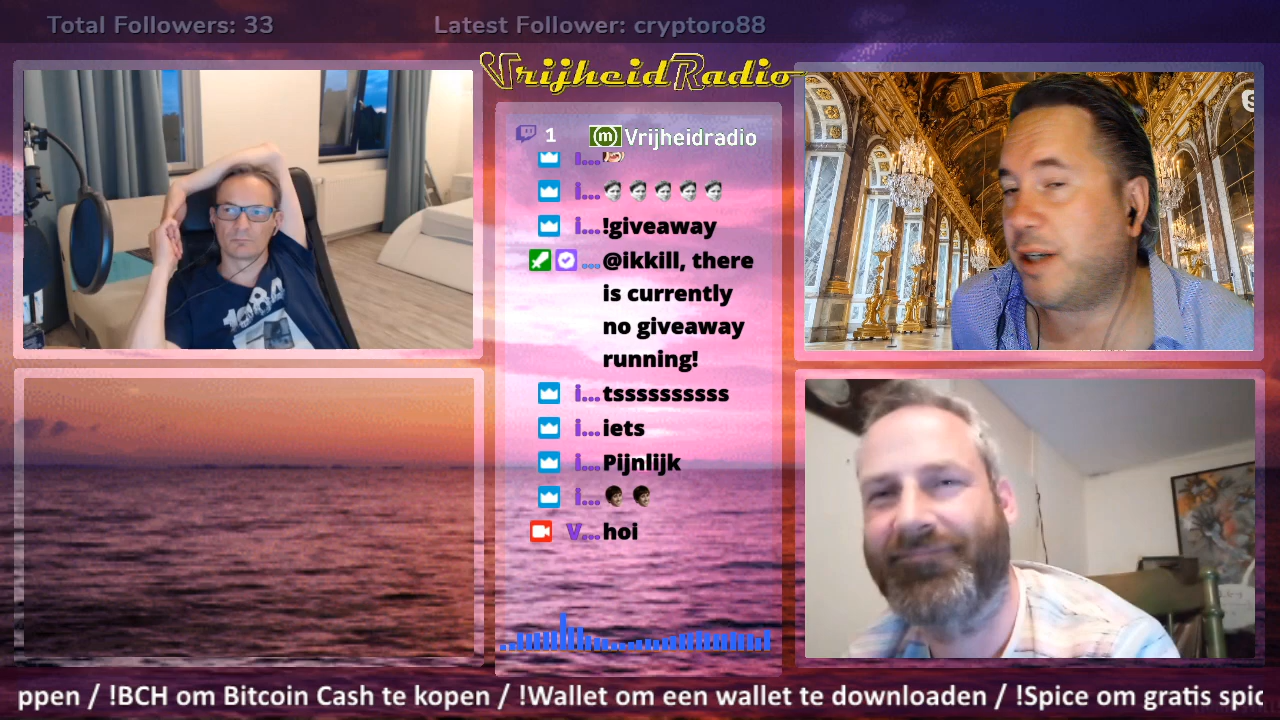 Total Followers: 33
Latest Follower: cryptoro88
VrijheidRadio
1
m Vrijheidradio
i...
i...
i... !giveaway
... @ikkill, there
is currently
no giveaway
running!
i... tssssssssss
i... iets
i... Pijnlijk
i...
V... hoi
S
ppen / !BCH om Bitcoin Cash te kopen / !Wallet om een wallet te downloaden / !Spice om gratis spic